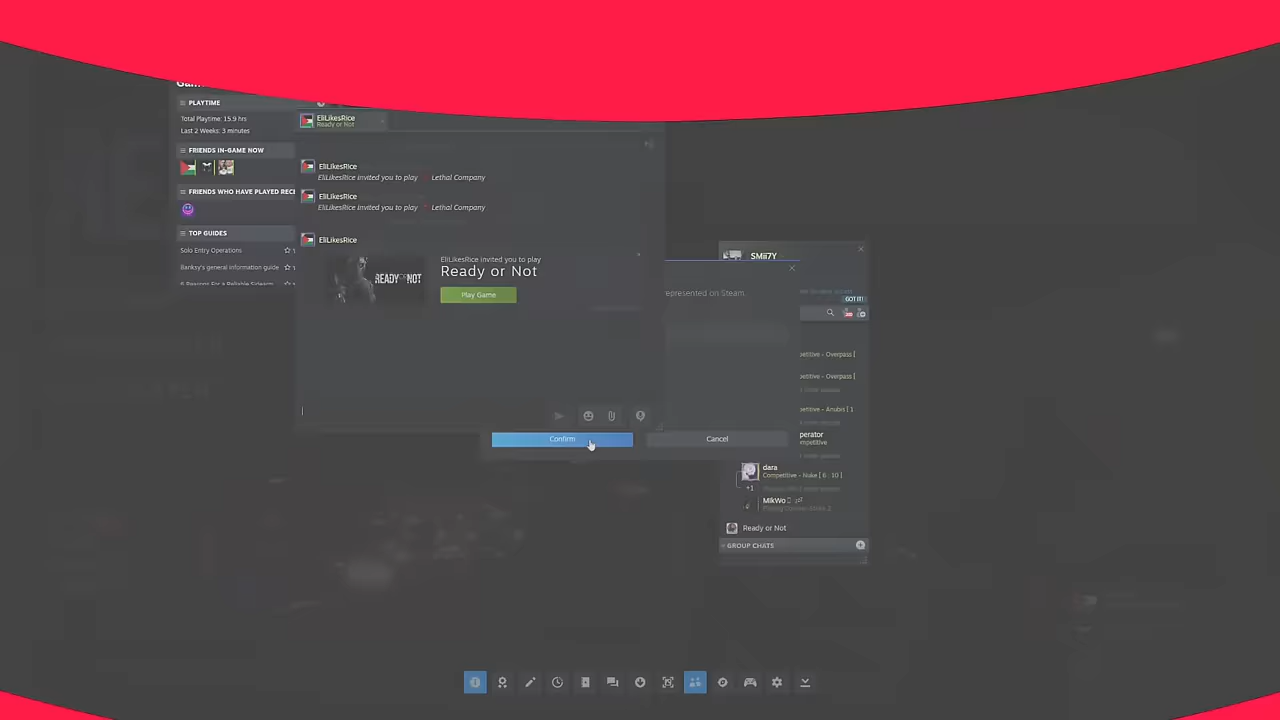 PLAYTIME
Total Playtime: 15.9 hrs
Last 2 Weeks: 3 minutes
FRIENDS IN-GAME NOW
FRIENDS WHO HAVE PLAYED RECE
TOP GUIDES
Solo Entry Operations
Banksy's general information guide
EliLikesRice
Ready or Not
EliLikesRice
EliLikesRice invited you to play Lethal Company
EliLikesRice
EliLikesRice invited you to play Lethal Company
EliLikesRice
READY OR NOT
EliLikesRice invited you to play
Ready or Not
Play Game
represented on Steam.
Confirm
Cancel
SMii7Y
GOT IT!
petitive - Overpass [
petitive - Overpass [
petitive - Anubis [ 1
perator
ompetitive
dara
Competitive - Nuke [ 6 : 10 ]
+1
MikWo
Ready or Not
GROUP CHATS